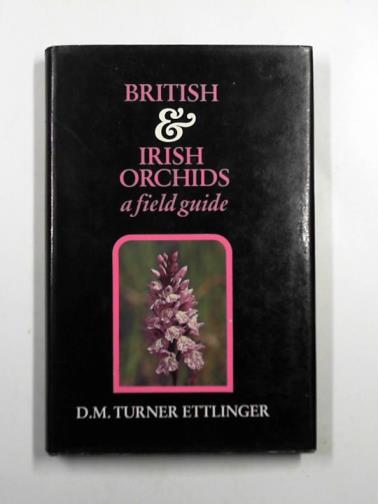 BRITISH
&
IRISH
ORCHIDS
a field guide
D.M. TURNER ETTLINGER